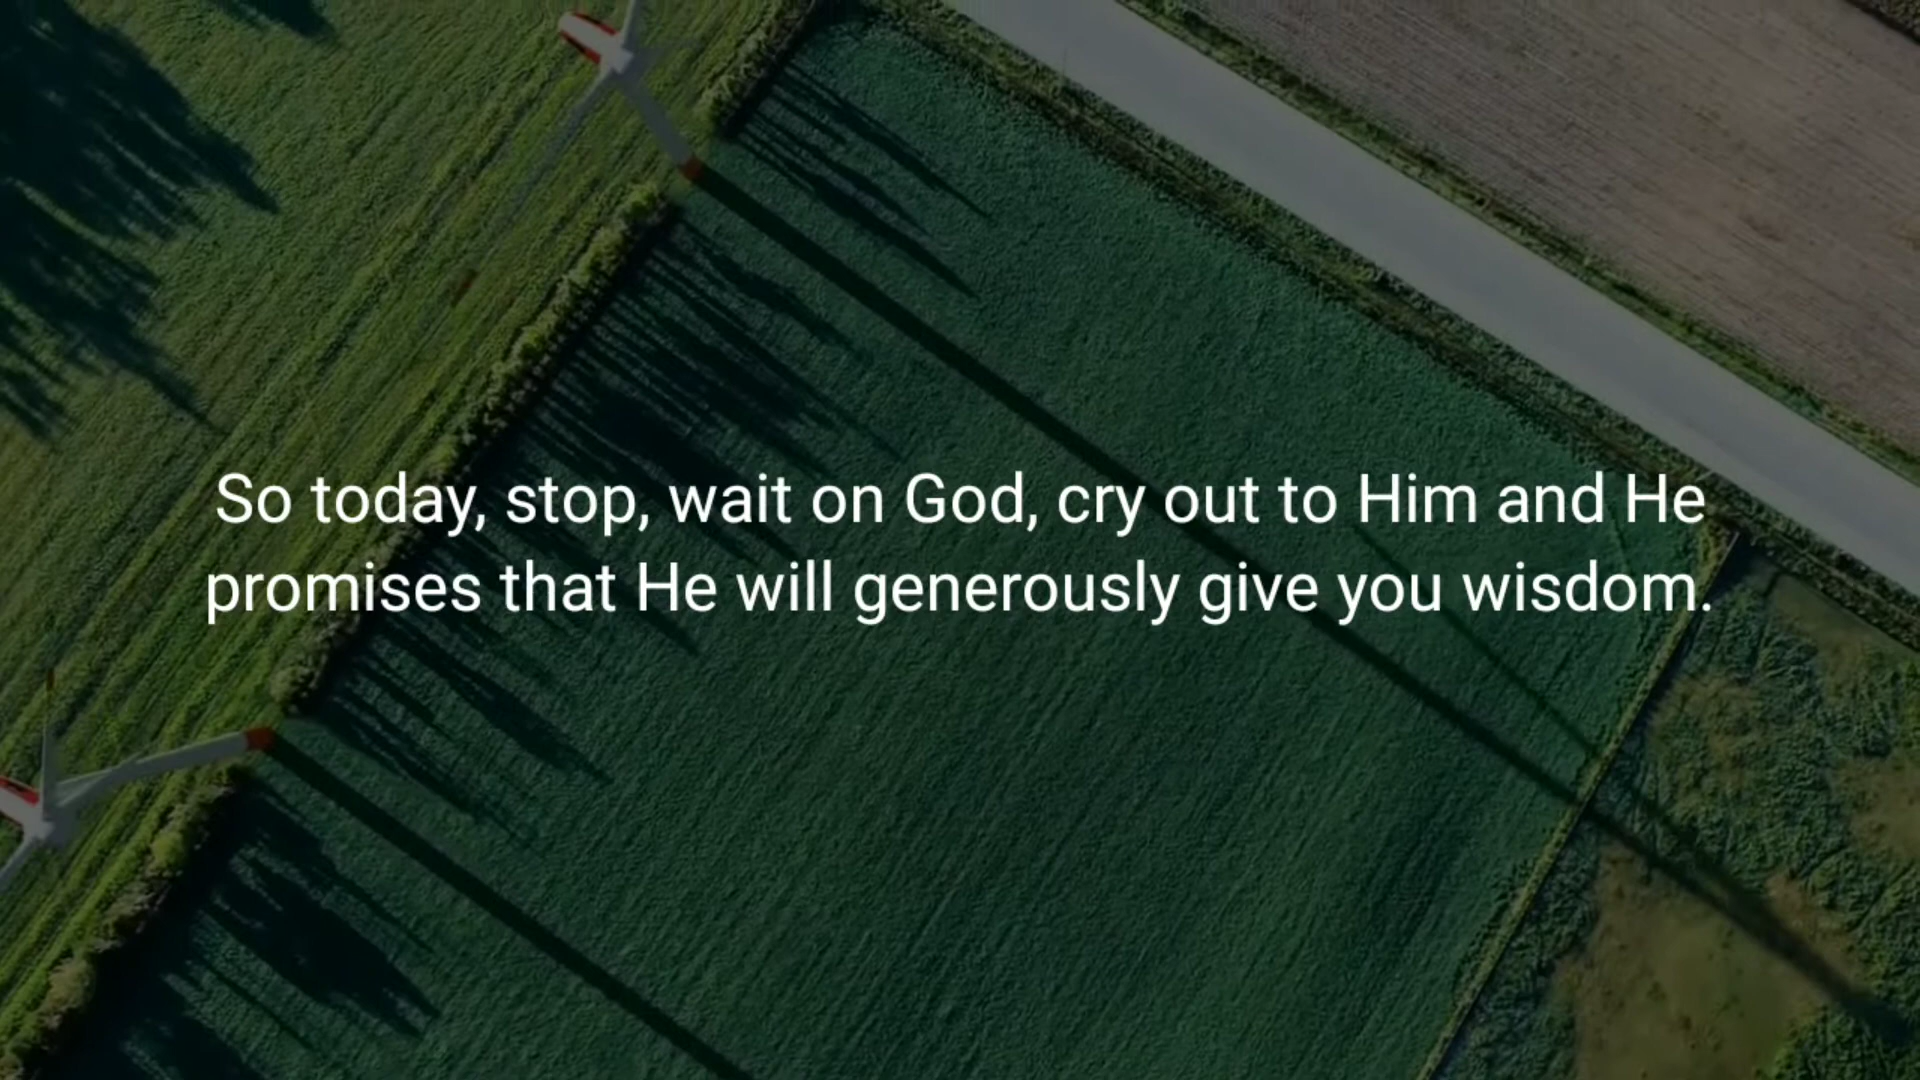 So today, stop, wait on God, cry out to Him and He
promises that He will generously give you wisdom.